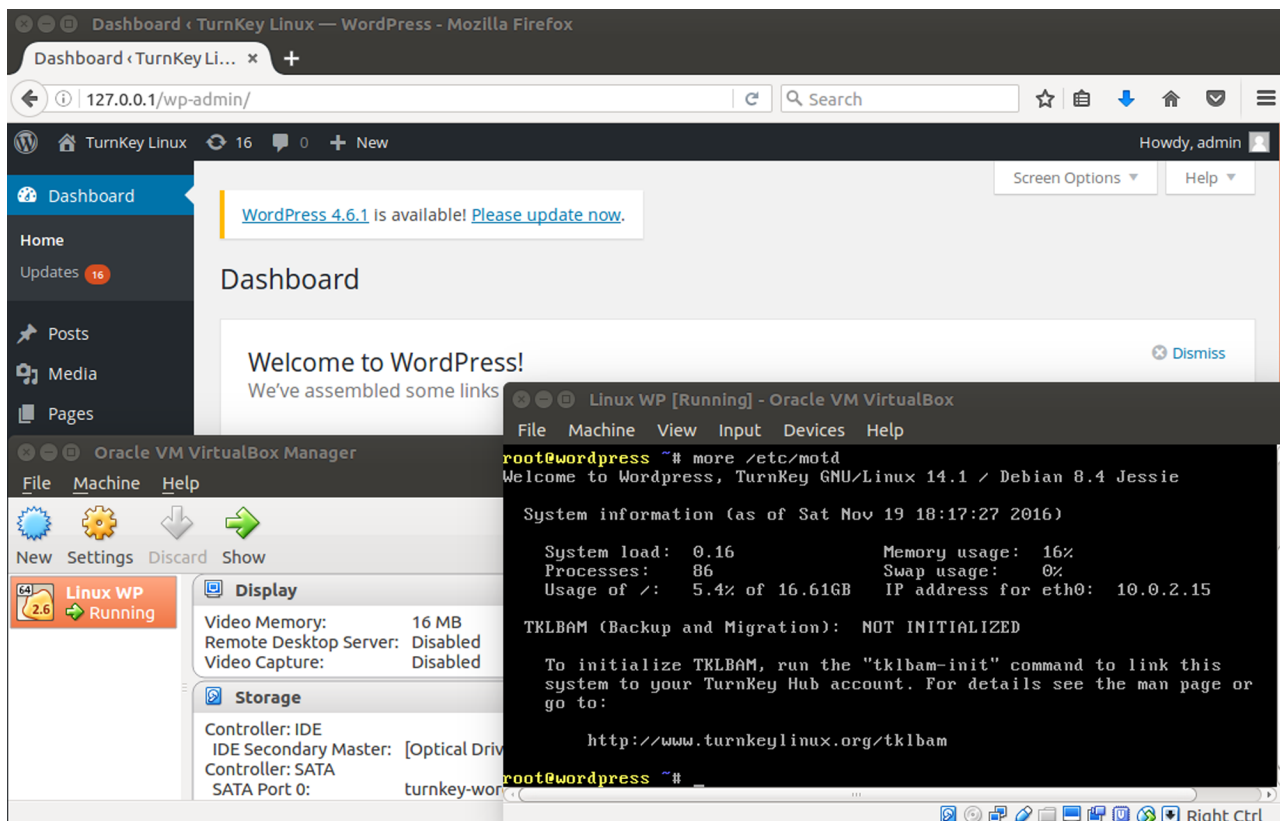 Dashboard ‹ TurnKey Linux — WordPress - Mozilla Firefox
Dashboard ‹ TurnKey Li… × +
127.0.0.1/wp-admin/ Search
TurnKey Linux 16 0 + New Howdy, admin
Screen Options Help
Dashboard
WordPress 4.6.1 is available! Please update now.
Home
Updates 16
Dashboard
Posts
Welcome to WordPress!
Dismiss
Media
We've assembled some links
Pages
Linux WP [Running] - Oracle VM VirtualBox
File Machine View Input Devices Help
root@wordpress ~# more /etc/motd
Welcome to Wordpress, TurnKey GNU/Linux 14.1 / Debian 8.4 Jessie
System information (as of Sat Nov 19 18:17:27 2016)
System load: 0.16 Memory usage: 16%
Processes: 86 Swap usage: 0%
Usage of /: 5.4% of 16.61GB IP address for eth0: 10.0.2.15
TKLBAM (Backup and Migration): NOT INITIALIZED
To initialize TKLBAM, run the "tklbam-init" command to link this
system to your TurnKey Hub account. For details see the man page or
go to:
http://www.turnkeylinux.org/tklbam
root@wordpress ~# _
Right Ctrl
Oracle VM VirtualBox Manager
File Machine Help
New Settings Discard Show
64 2.6 Linux WP
Running
Display
Video Memory: 16 MB
Remote Desktop Server: Disabled
Video Capture: Disabled
Storage
Controller: IDE
IDE Secondary Master: [Optical Driv
Controller: SATA
SATA Port 0: turnkey-wor